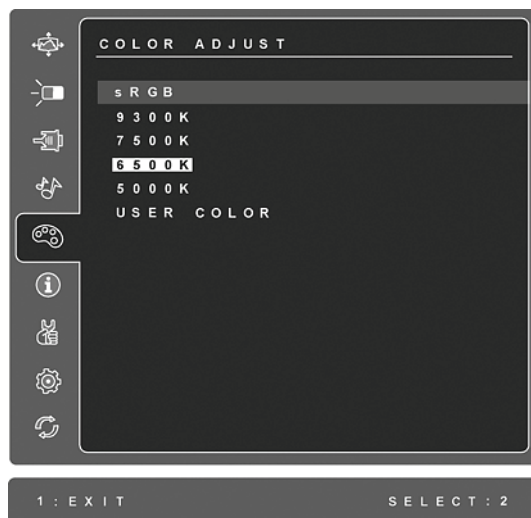 COLOR ADJUST
sRGB
9300K
7500K
6500K
5000K
USER COLOR
1:EXIT SELECT:2